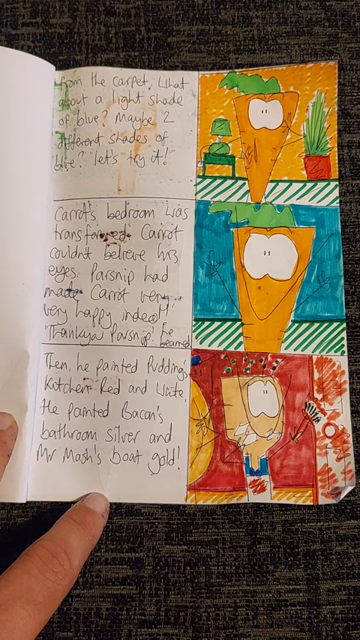 from the carpet. What
about a light shade
of blue? Maybe 2
different shades of
blue? "let's try it!"
Carrot's bedroom was
transformed. Carrot
couldn't believe his
eyes. Parsnip had
made Carrot very
very happy indeed!
"Thankyou Parsnip" he
beamed
Then, he painted Pudding's
Kitchen Red and White,
He painted Bacon's
bathroom silver and
Mr Mash's boat gold!